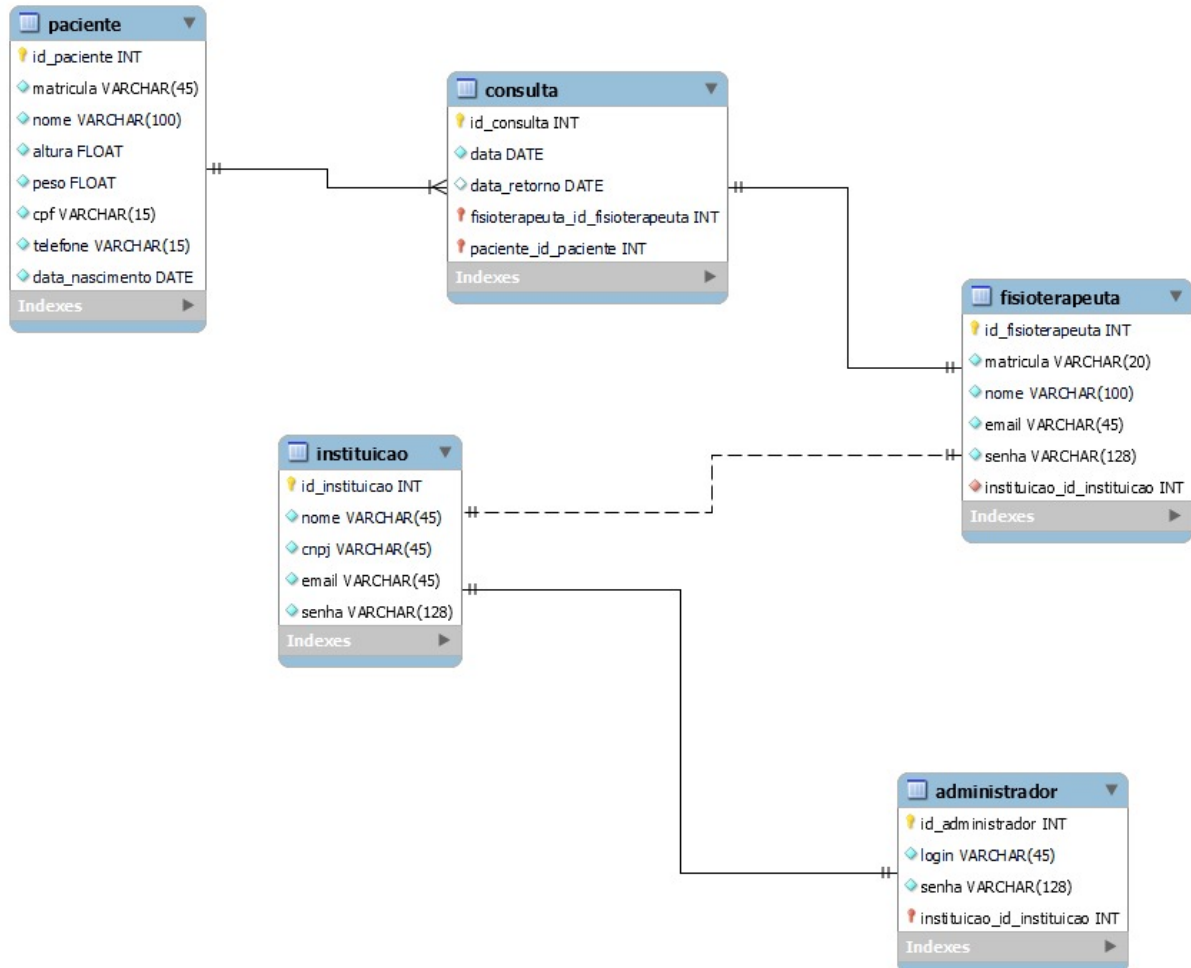 paciente
id_paciente INT
matricula VARCHAR(45)
nome VARCHAR(100)
altura FLOAT
peso FLOAT
cpf VARCHAR(15)
telefone VARCHAR(15)
data_nascimento DATE
Indexes
consulta
id_consulta INT
data DATE
data_retorno DATE
fisioterapeuta_id_fisioterapeuta INT
paciente_id_paciente INT
Indexes
fisioterapeuta
id_fisioterapeuta INT
matricula VARCHAR(20)
nome VARCHAR(100)
email VARCHAR(45)
senha VARCHAR(128)
instituicao_id_instituicao INT
Indexes
instituicao
id_instituicao INT
nome VARCHAR(45)
cnpj VARCHAR(45)
email VARCHAR(45)
senha VARCHAR(128)
Indexes
administrador
id_administrador INT
login VARCHAR(45)
senha VARCHAR(128)
instituicao_id_instituicao INT
Indexes